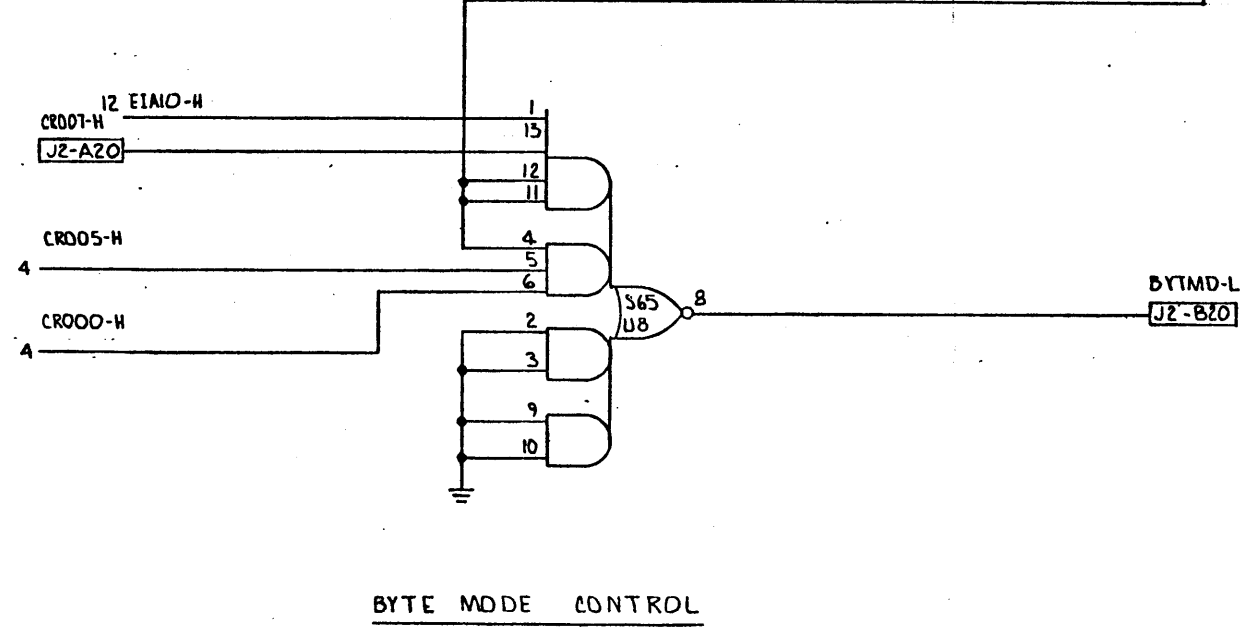 12 EIA10-H
1
CR007-H
13
J2-A20
12
11
CR005-H
4
4
5
6
S65
U8
8
BYTMD-L
J2-B20
CR000-H
4
2
3
9
10
BYTE MODE CONTROL